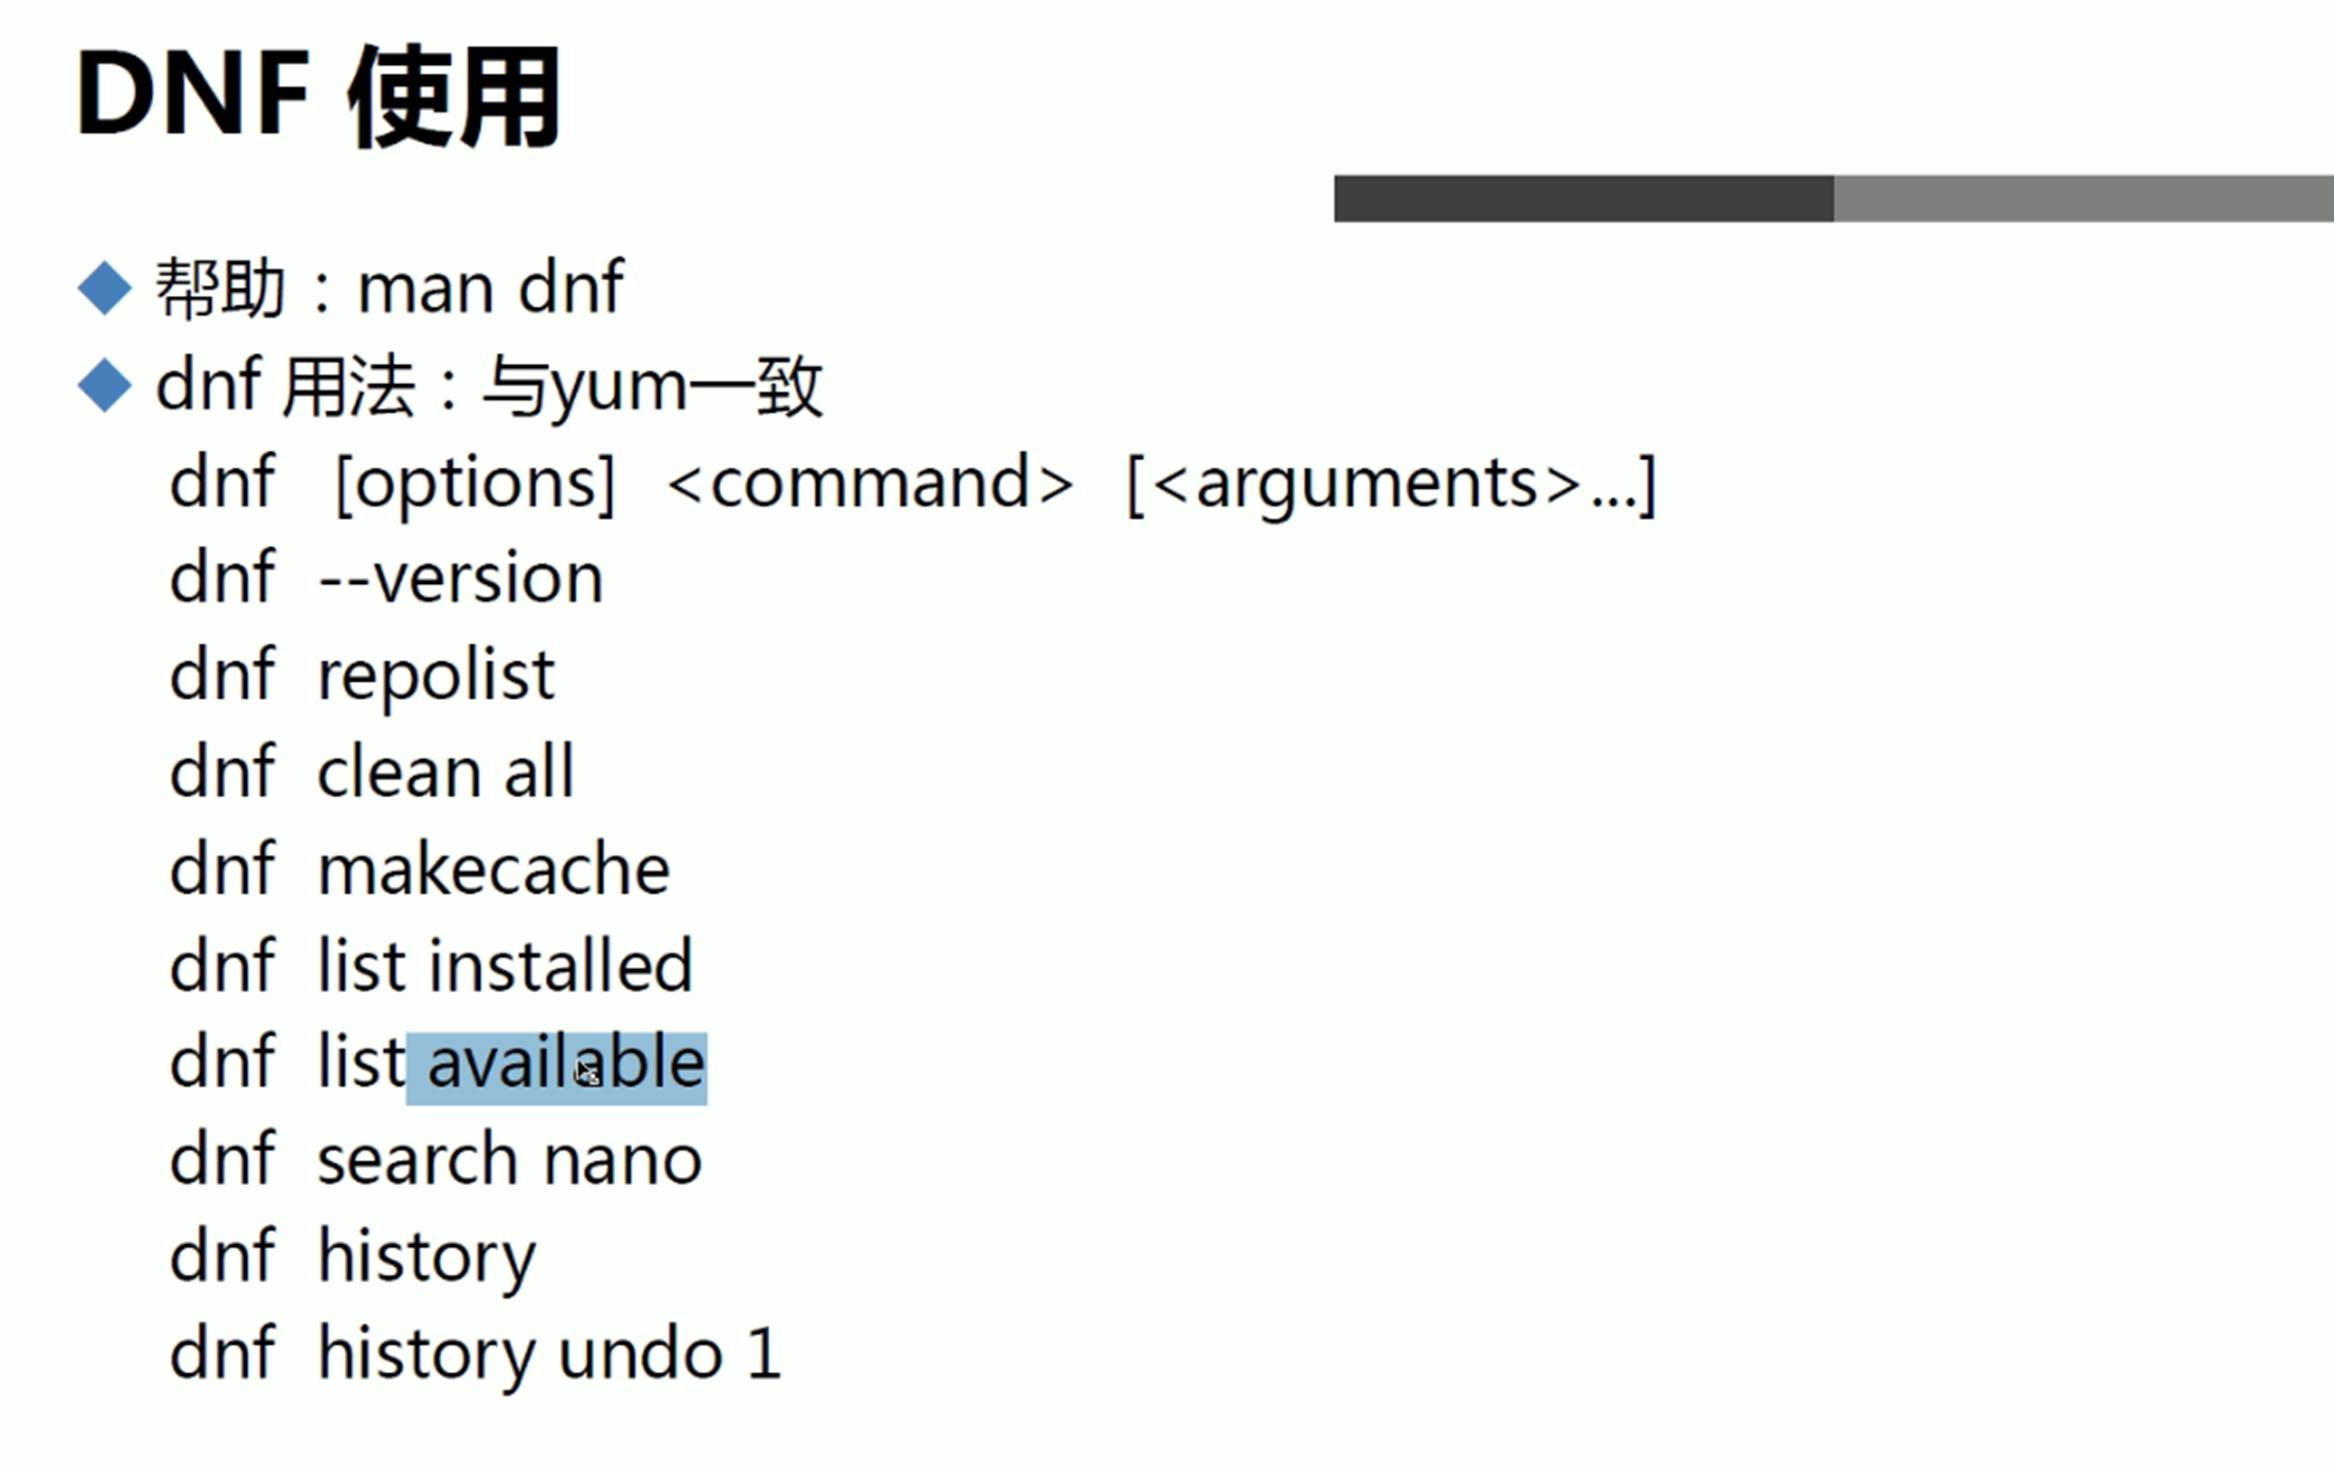 DNF 使用
帮助：man dnf
dnf 用法：与yum一致
dnf [options] <command> [<arguments>...]
dnf --version
dnf repolist
dnf clean all
dnf makecache
dnf list installed
dnf list available
dnf search nano
dnf history
dnf history undo 1